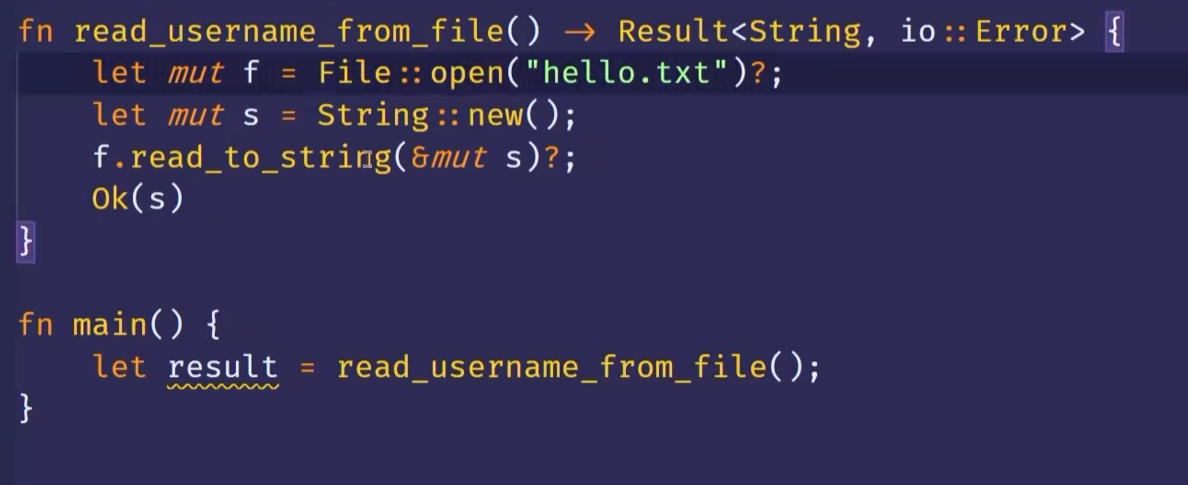 fn read_username_from_file() -> Result<String, io::Error> {
    let mut f = File::open("hello.txt")?;
    let mut s = String::new();
    f.read_to_string(&mut s)?;
    Ok(s)
}

fn main() {
    let result = read_username_from_file();
}